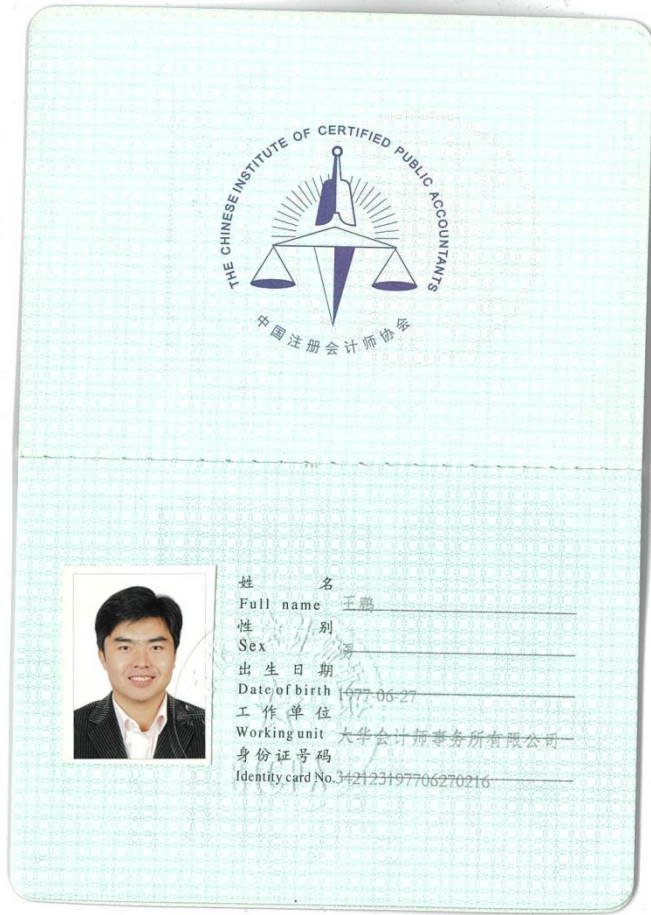 THE CHINESE INSTITUTE OF CERTIFIED PUBLIC ACCOUNTANTS
中国注册会计师协会
姓 名
Full name 王鹏
性 别
Sex 男
出生日期
Date of birth 1977-06-27
工作单位
Working unit 大华会计师事务所有限公司
身份证号码
Identity card No. 342123197706270216